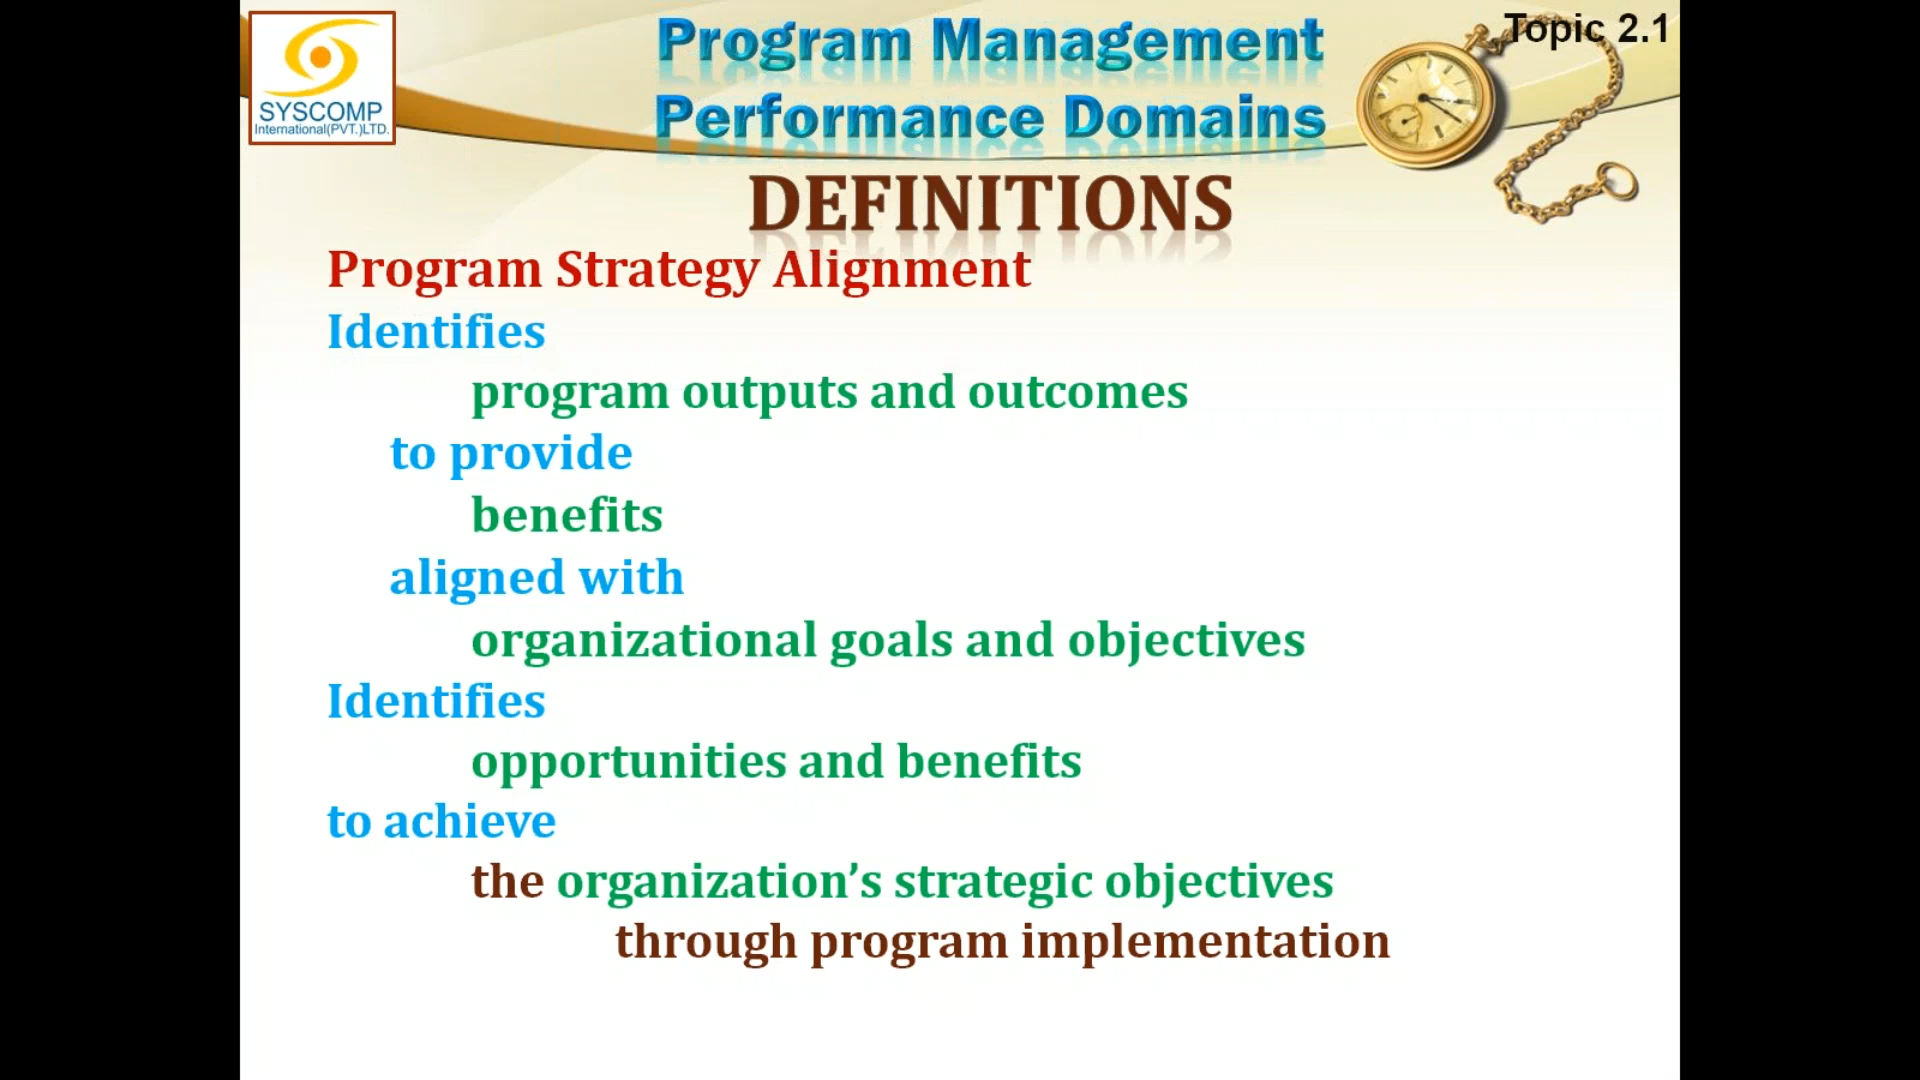 SYSCOMP
International(PVT.)LTD.
Program Management
Performance Domains
Topic 2.1
DEFINITIONS
Program Strategy Alignment
Identifies
program outputs and outcomes
to provide
benefits
aligned with
organizational goals and objectives
Identifies
opportunities and benefits
to achieve
the organization’s strategic objectives
through program implementation